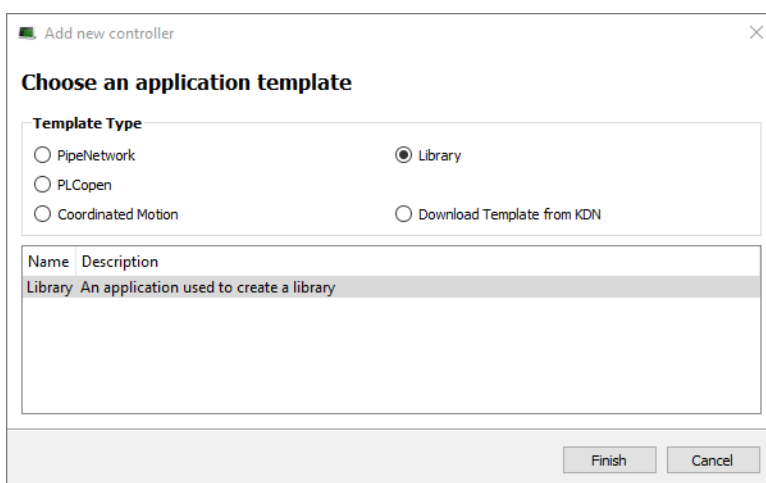 Add new controller
Choose an application template
Template Type
PipeNetwork
Library
PLCopen
Coordinated Motion
Download Template from KDN
Name Description
Library An application used to create a library
Finish
Cancel